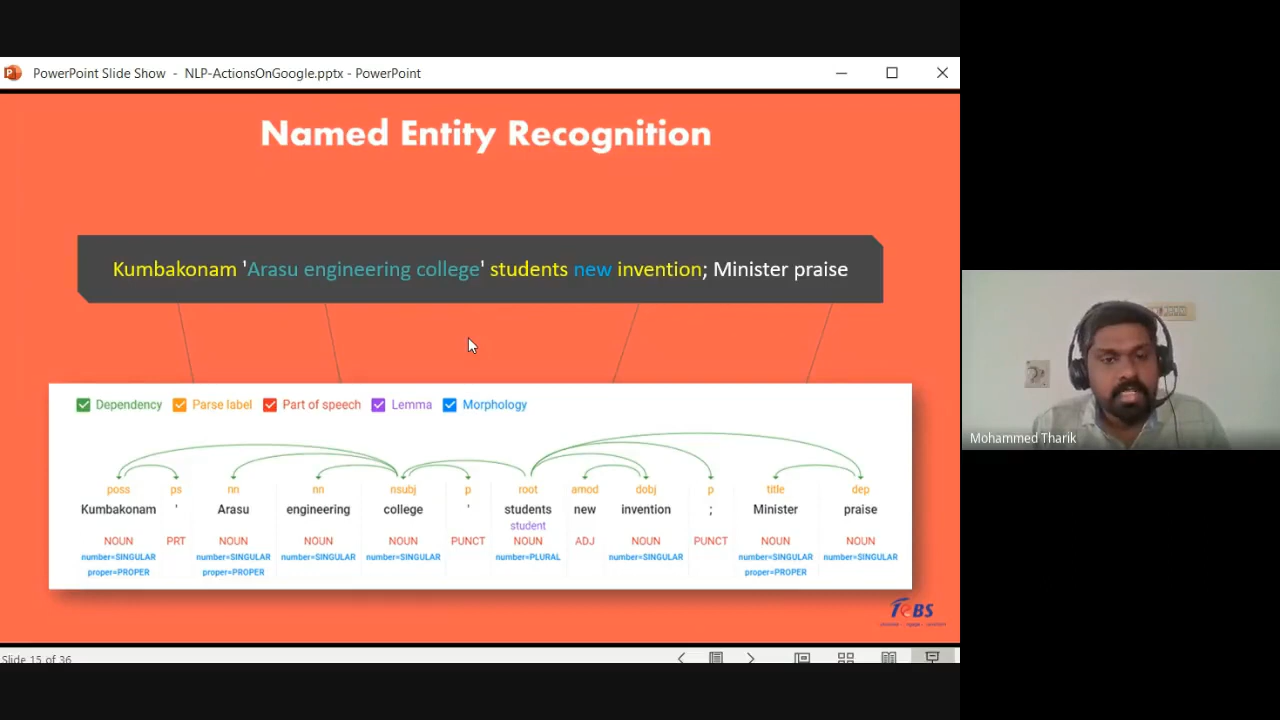 PowerPoint Slide Show - NLP-ActionsOnGoogle.pptx - PowerPoint
Named Entity Recognition
Kumbakonam 'Arasu engineering college' students new invention; Minister praise
Dependency Parse label Part of speech Lemma Morphology
poss ps nn nn nsubj p root amod dobj p title dep
Kumbakonam ' Arasu engineering college ' students new invention ; Minister praise
student
NOUN PRT NOUN NOUN NOUN PUNCT NOUN ADJ NOUN PUNCT NOUN NOUN
number=SINGULAR number=SINGULAR number=SINGULAR number=SINGULAR number=PLURAL number=SINGULAR number=SINGULAR number=SINGULAR
proper=PROPER proper=PROPER proper=PROPER
TeBS
Slide 15 of 36
Mohammed Tharik